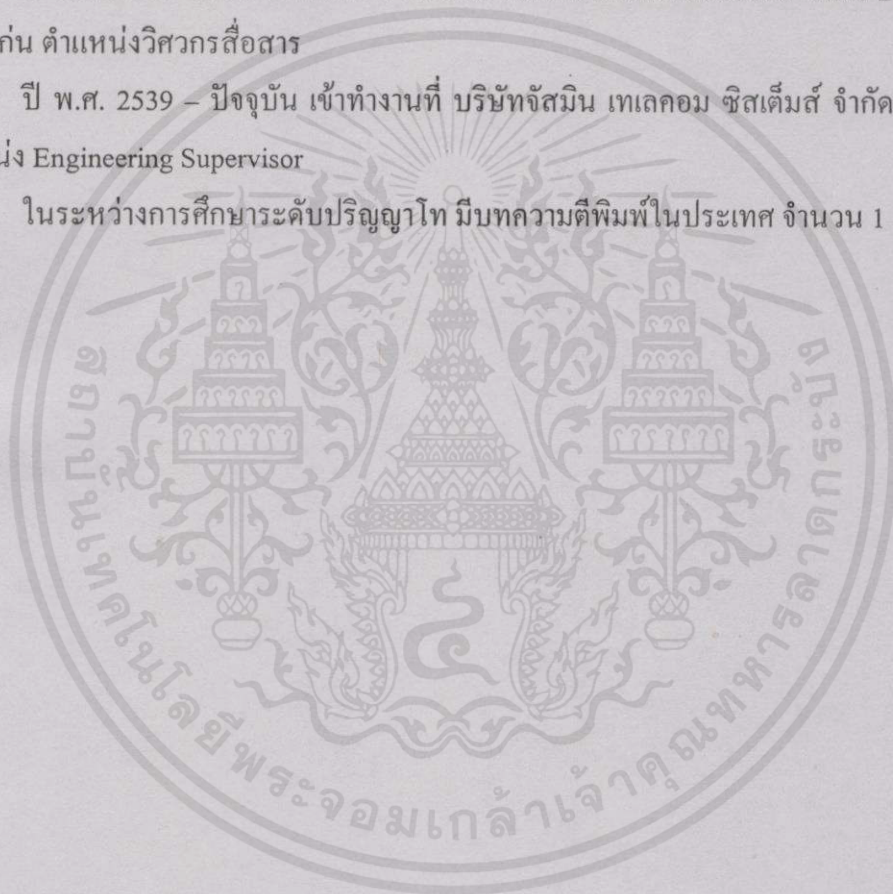 ก่น ตำแหน่งวิศวกรสื่อสาร
ปี พ.ศ. 2539 – ปัจจุบัน เข้าทำงานที่ บริษัทจัสมิน เทเลคอม ซิสเต็มส์ จำกัด
น่ง Engineering Supervisor
ในระหว่างการศึกษาระดับปริญญาโท มีบทความตีพิมพ์ในประเทศ จำนวน 1
สถาบันเทคโนโลยีพระจอมเกล้าเจ้าคุณทหารลาดกระบัง
๔